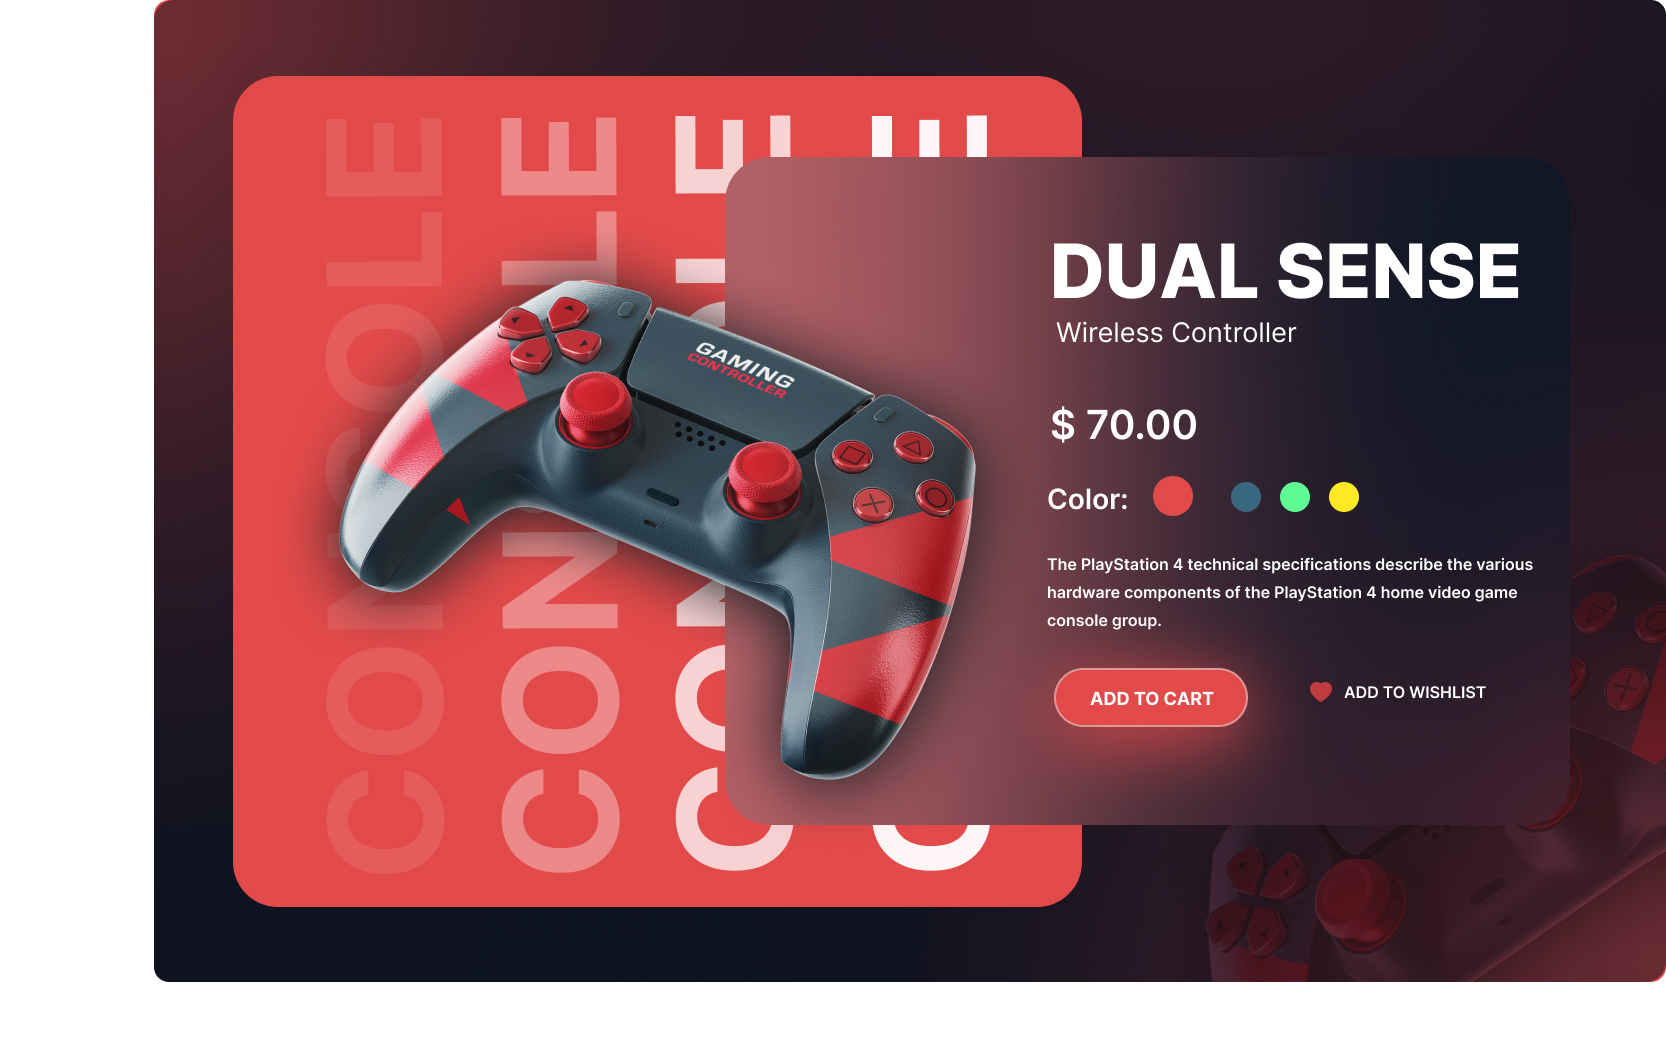 CONSOLE
CONSOLE
CONSOLE
CONSOLE
GAMING
CONTROLLER
DUAL SENSE
Wireless Controller
$ 70.00
Color:
The PlayStation 4 technical specifications describe the various
hardware components of the PlayStation 4 home video game
console group.
ADD TO CART
ADD TO WISHLIST